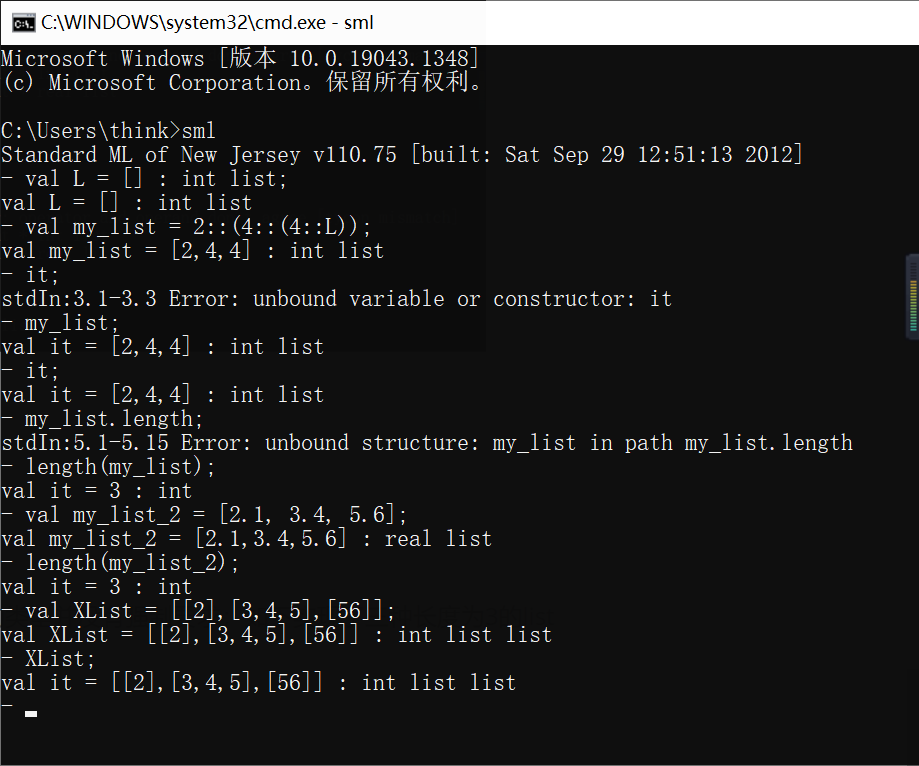 C:\WINDOWS\system32\cmd.exe - sml
Microsoft Windows [版本 10.0.19043.1348]
(c) Microsoft Corporation。保留所有权利。
C:\Users\think>sml
Standard ML of New Jersey v110.75 [built: Sat Sep 29 12:51:13 2012]
- val L = [] : int list;
val L = [] : int list
- val my_list = 2::(4::(4::L));
val my_list = [2,4,4] : int list
- it;
stdIn:3.1-3.3 Error: unbound variable or constructor: it
- my_list;
val it = [2,4,4] : int list
- it;
val it = [2,4,4] : int list
- my_list.length;
stdIn:5.1-5.15 Error: unbound structure: my_list in path my_list.length
- length(my_list);
val it = 3 : int
- val my_list_2 = [2.1, 3.4, 5.6];
val my_list_2 = [2.1,3.4,5.6] : real list
- length(my_list_2);
val it = 3 : int
- val XList = [[2],[3,4,5],[56]];
val XList = [[2],[3,4,5],[56]] : int list list
- XList;
val it = [[2],[3,4,5],[56]] : int list list
-